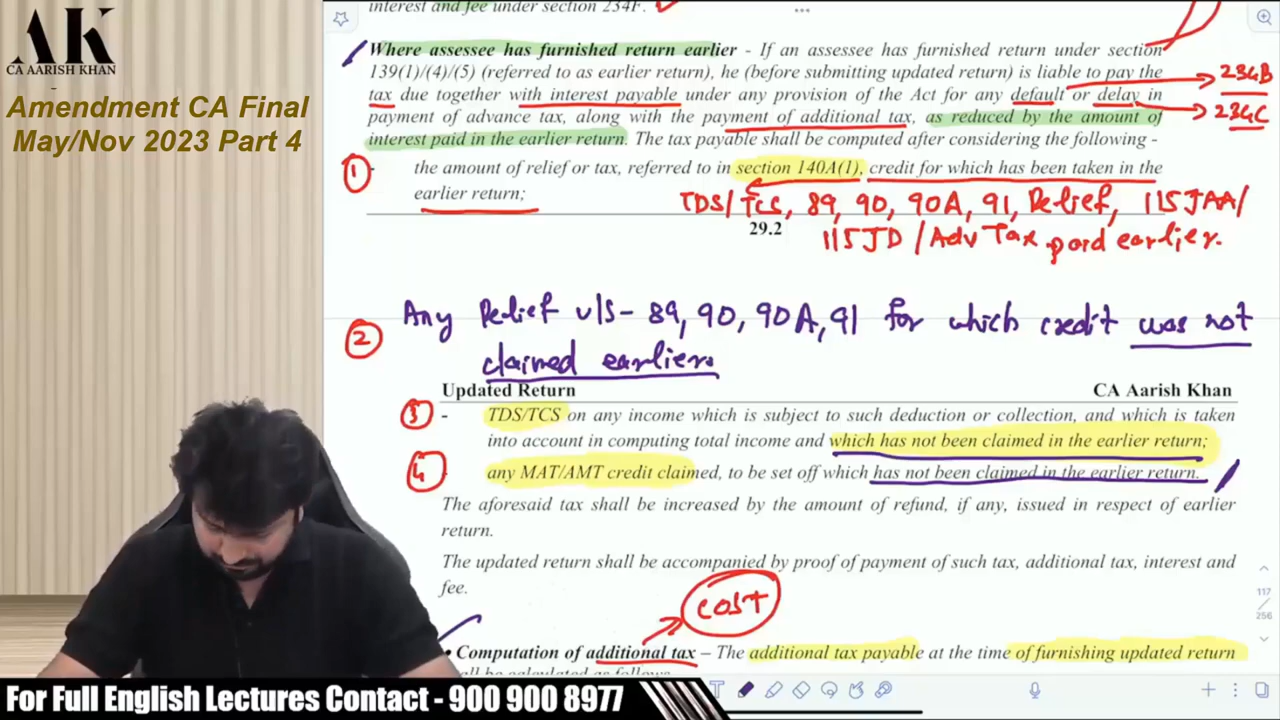 AK
CA AARISH KHAN
Amendment CA Final
May/Nov 2023 Part 4
interest and fee under section 234F.
Where assessee has furnished return earlier - If an assessee has furnished return under section
139(1)/(4)/(5) (referred to as earlier return), he (before submitting updated return) is liable to pay the
234B
tax due together with interest payable under any provision of the Act for any default or delay in
234C
payment of advance tax, along with the payment of additional tax, as reduced by the amount of
interest paid in the earlier return. The tax payable shall be computed after considering the following -
1 - the amount of relief or tax, referred to in section 140A(1), credit for which has been taken in the
earlier return;
TDS/TCS, 89, 90, 90A, 91, Relief, 115JAA/
29.2
115JD / Adv Tax paid earlier.
2 Any Relief u/s - 89, 90, 90A, 91 for which credit was not
claimed earlier.
Updated Return CA Aarish Khan
3 - TDS/TCS on any income which is subject to such deduction or collection, and which is taken
into account in computing total income and which has not been claimed in the earlier return;
4 any MAT/AMT credit claimed, to be set off which has not been claimed in the earlier return.
The aforesaid tax shall be increased by the amount of refund, if any, issued in respect of earlier
return.
The updated return shall be accompanied by proof of payment of such tax, additional tax, interest and
fee.
COST
• Computation of additional tax – The additional tax payable at the time of furnishing updated return
117
/
256
For Full English Lectures Contact - 900 900 8977